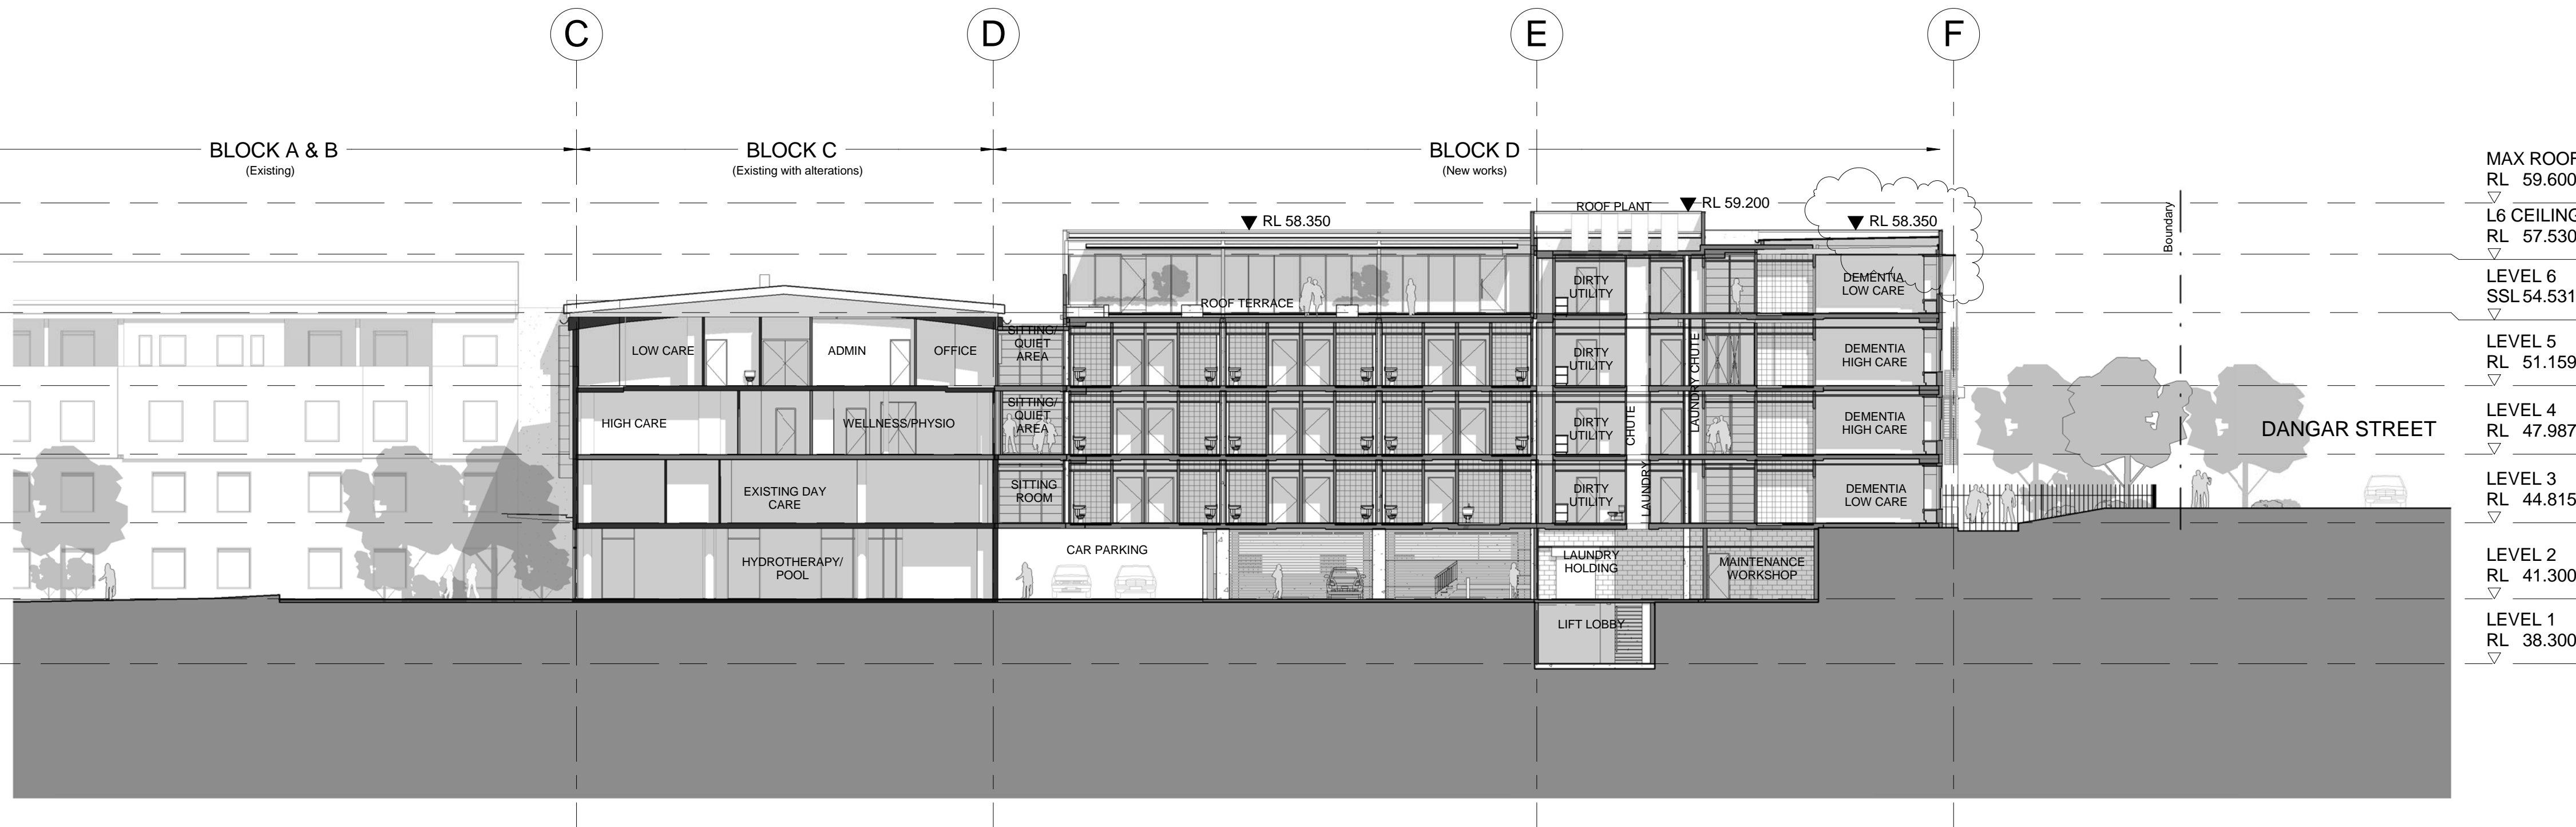 C
D
E
F
BLOCK A & B
(Existing)
BLOCK C
(Existing with alterations)
BLOCK D
(New works)
MAX ROOF
RL 59.600
L6 CEILING
RL 57.530
LEVEL 6
SSL 54.531
LEVEL 5
RL 51.159
LEVEL 4
RL 47.987
LEVEL 3
RL 44.815
LEVEL 2
RL 41.300
LEVEL 1
RL 38.300
RL 58.350
ROOF PLANT
RL 59.200
RL 58.350
Boundary
ROOF TERRACE
DIRTY
UTILITY
DEMENTIA
LOW CARE
LOW CARE
ADMIN
OFFICE
SITTING/
QUIET
AREA
DIRTY
UTILITY
LAUNDRY CHUTE
DEMENTIA
HIGH CARE
HIGH CARE
WELLNESS/PHYSIO
SITTING/
QUIET
AREA
DIRTY
UTILITY
LAUNDRY CHUTE
DEMENTIA
HIGH CARE
DANGAR STREET
EXISTING DAY
CARE
SITTING
ROOM
DIRTY
UTILITY
DEMENTIA
LOW CARE
HYDROTHERAPY/
POOL
CAR PARKING
LAUNDRY
HOLDING
MAINTENANCE
WORKSHOP
LIFT LOBBY